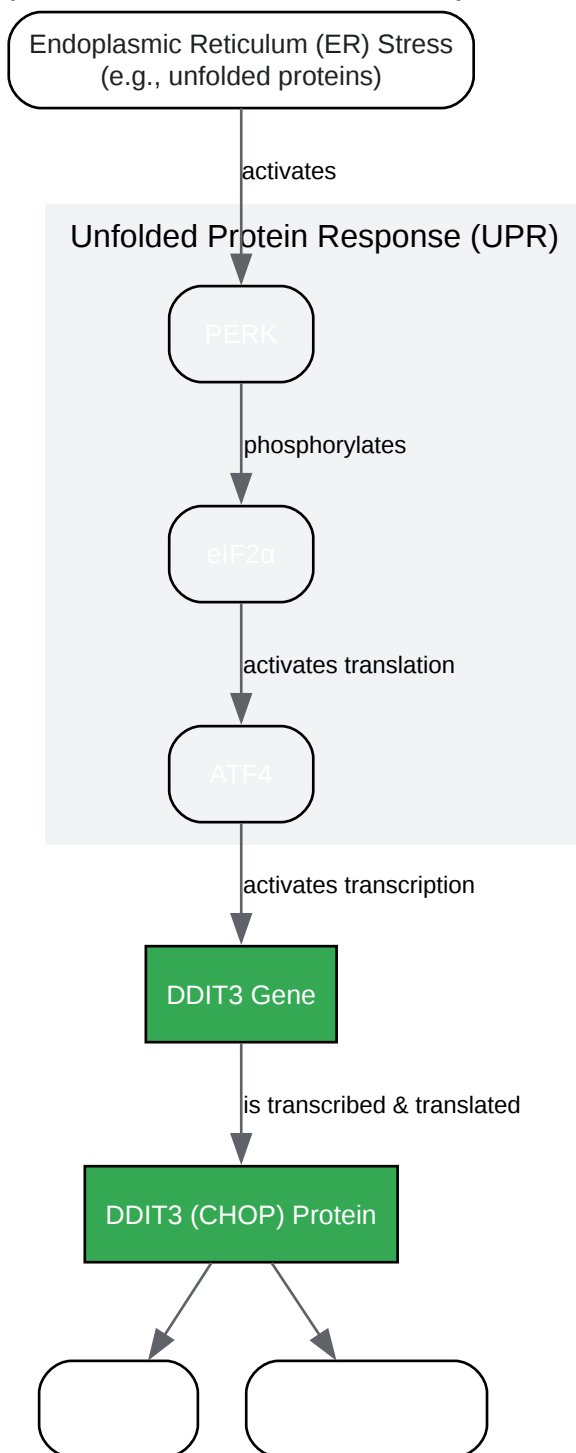 Endoplasmic Reticulum (ER) Stress
(e.g., unfolded proteins)
activates
Unfolded Protein Response (UPR)
PERK
phosphorylates
eIF2α
activates translation
ATF4
activates transcription
DDIT3 Gene
is transcribed & translated
DDIT3 (CHOP) Protein